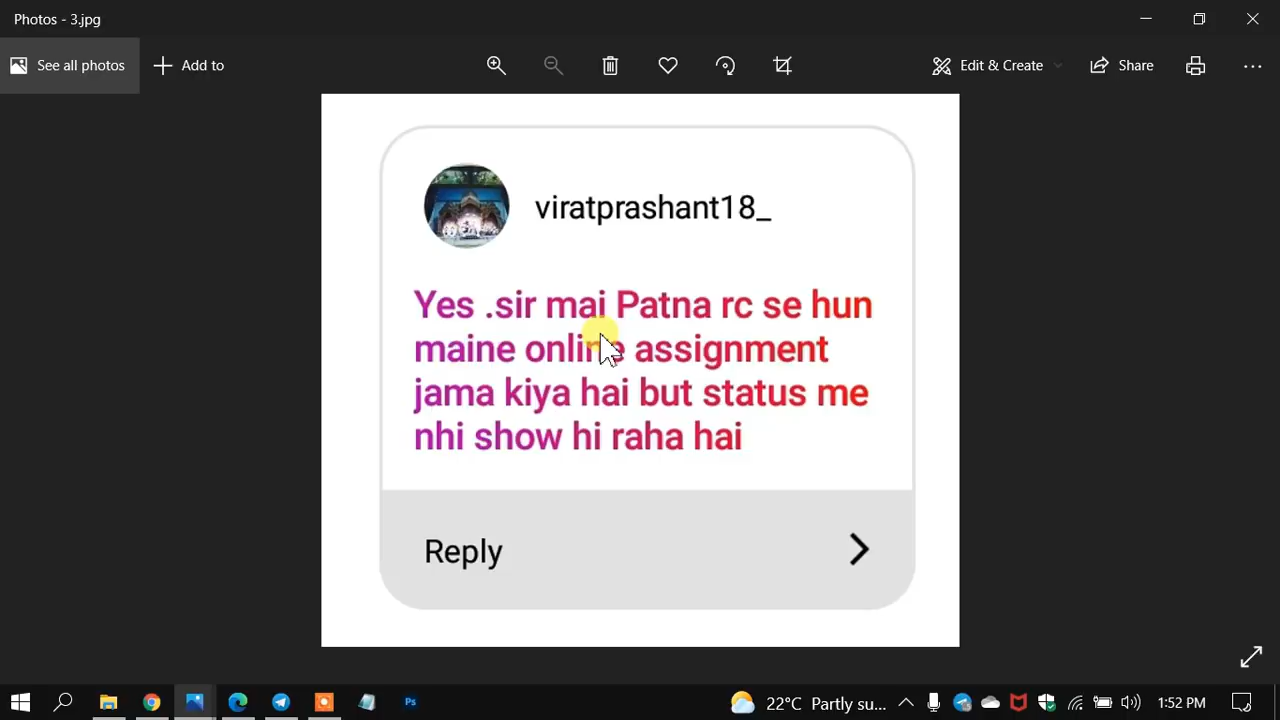 Photos - 3.jpg
See all photos
Add to
Edit & Create
Share
viratprashant18_
Yes .sir mai Patna rc se hun
maine online assignment
jama kiya hai but status me
nhi show hi raha hai
Reply
Ps
22°C Partly su...
1:52 PM